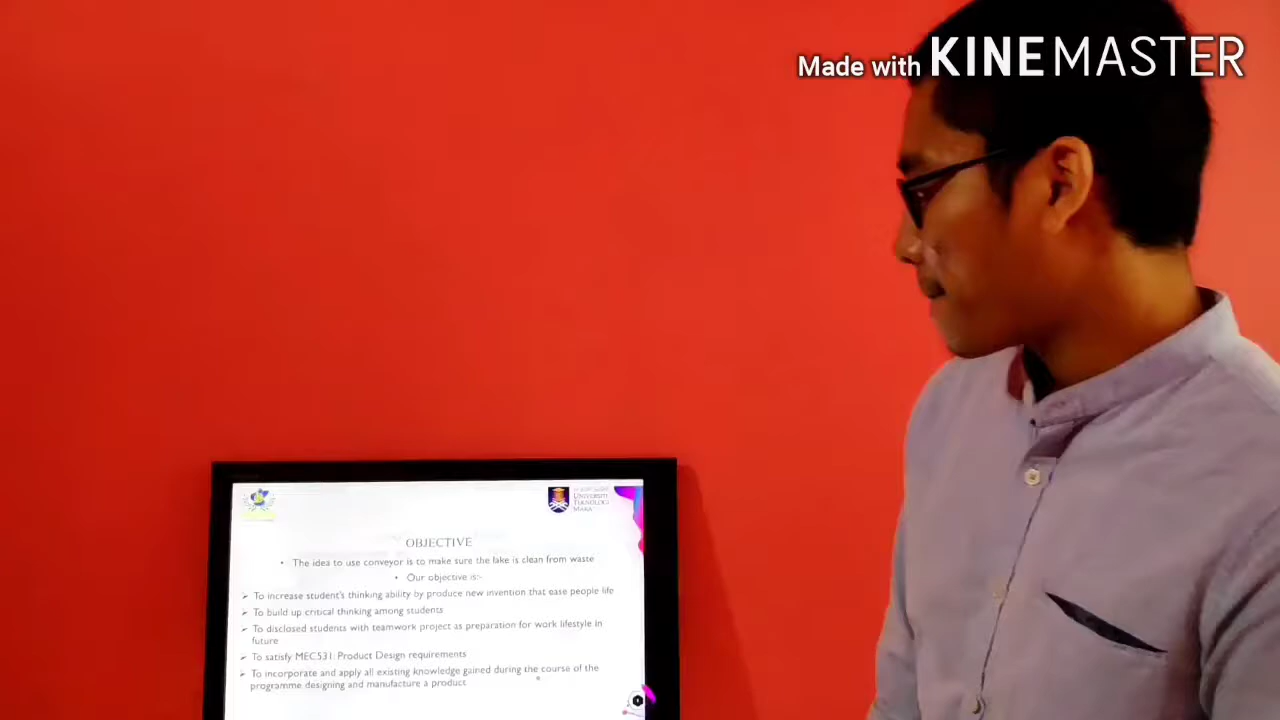 Made with KINEMASTER
UNIVERSITI
TEKNOLOGI
MARA
OBJECTIVE
• The idea to use conveyor is to make sure the lake is clean from waste
• Our objective is:-
➢ To increase student's thinking ability by produce new invention that ease people life
➢ To build up critical thinking among students
➢ To disclosed students with teamwork project as preparation for work lifestyle in
future
➢ To satisfy MEC531: Product Design requirements
➢ To incorporate and apply all existing knowledge gained during the course of the
programme designing and manufacture a product